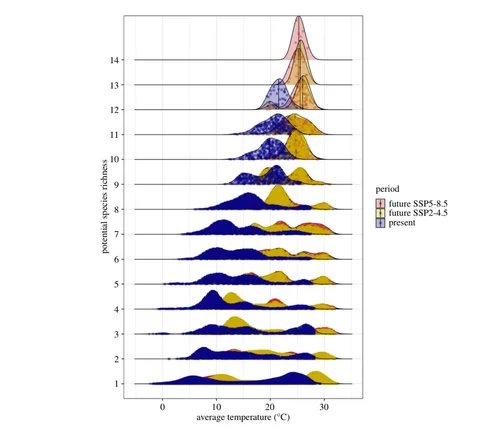 potential species richness
14
13
12
11
10
9
8
7
6
5
4
3
2
1
0 10 20 30
average temperature (°C)
period
future SSP5-8.5
future SSP2-4.5
present